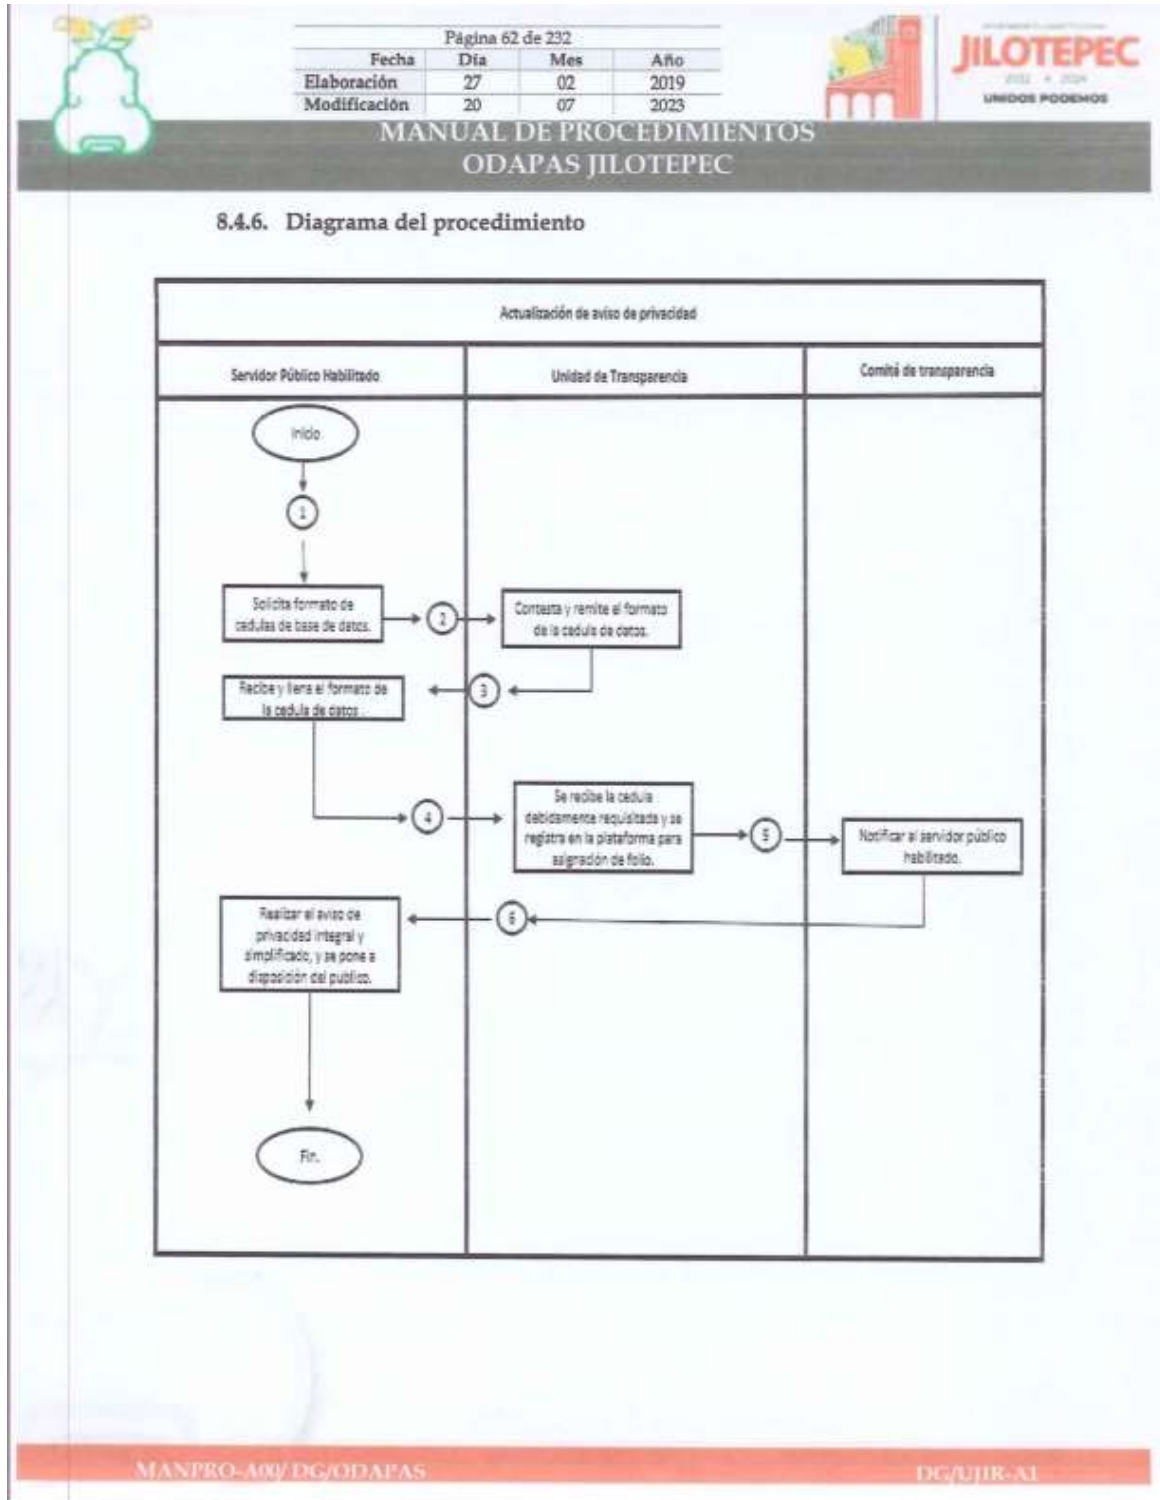 Página 62 de 232
Fecha Día Mes Año
Elaboración 27 02 2019
Modificación 20 07 2023
JILOTEPEC
UNIDOS PODEMOS
MANUAL DE PROCEDIMIENTOS
ODAPAS JILOTEPEC
8.4.6. Diagrama del procedimiento
Actualización de aviso de privacidad
Servidor Público Habilitado
Unidad de Transparencia
Comité de transparencia
Inicio
1
Solicita formato de
cedulas de base de datos.
2
Contesta y remite el formato
de la cedula de datos.
Recibe y llena el formato de
la cedula de datos.
3
4
Se recibe la cedula
debidamente requisitada y se
registra en la plataforma para
asignación de folio.
5
Notificar al servidor público
habilitado.
6
Realizar el aviso de
privacidad integral y
simplificado, y se pone a
disposición del publico.
Fin.
MANPRO-A00/ DG/ODAPAS
DG/UJIR-A1